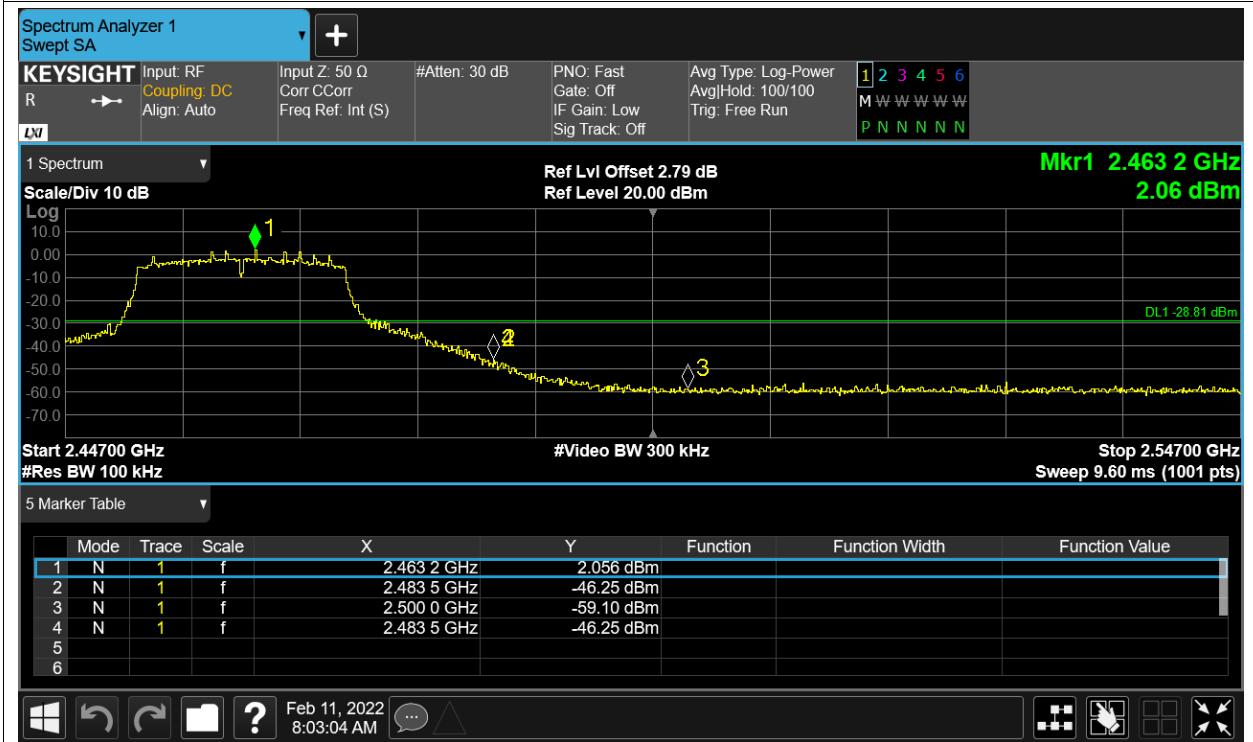 Spectrum Analyzer 1
Swept SA
+
KEYSIGHT Input: RF Input Z: 50 Ω #Atten: 30 dB PNO: Fast Avg Type: Log-Power 1 2 3 4 5 6
R Coupling: DC Corr CCorr Gate: Off Avg|Hold: 100/100 M W W W W W
Align: Auto Freq Ref: Int (S) IF Gain: Low Trig: Free Run
LXI Sig Track: Off P N N N N N
1 Spectrum Ref Lvl Offset 2.79 dB Mkr1 2.463 2 GHz
Scale/Div 10 dB Ref Level 20.00 dBm 2.06 dBm
Log
1
10.0
0.00
-10.0
-20.0
DL1 -28.81 dBm
-30.0
2
4
-40.0
-50.0
3
-60.0
-70.0
Start 2.44700 GHz #Video BW 300 kHz Stop 2.54700 GHz
#Res BW 100 kHz Sweep 9.60 ms (1001 pts)
5 Marker Table
Mode Trace Scale X Y Function Function Width Function Value
1 N 1 f 2.463 2 GHz 2.056 dBm
2 N 1 f 2.483 5 GHz -46.25 dBm
3 N 1 f 2.500 0 GHz -59.10 dBm
4 N 1 f 2.483 5 GHz -46.25 dBm
5
6
? Feb 11, 2022
8:03:04 AM